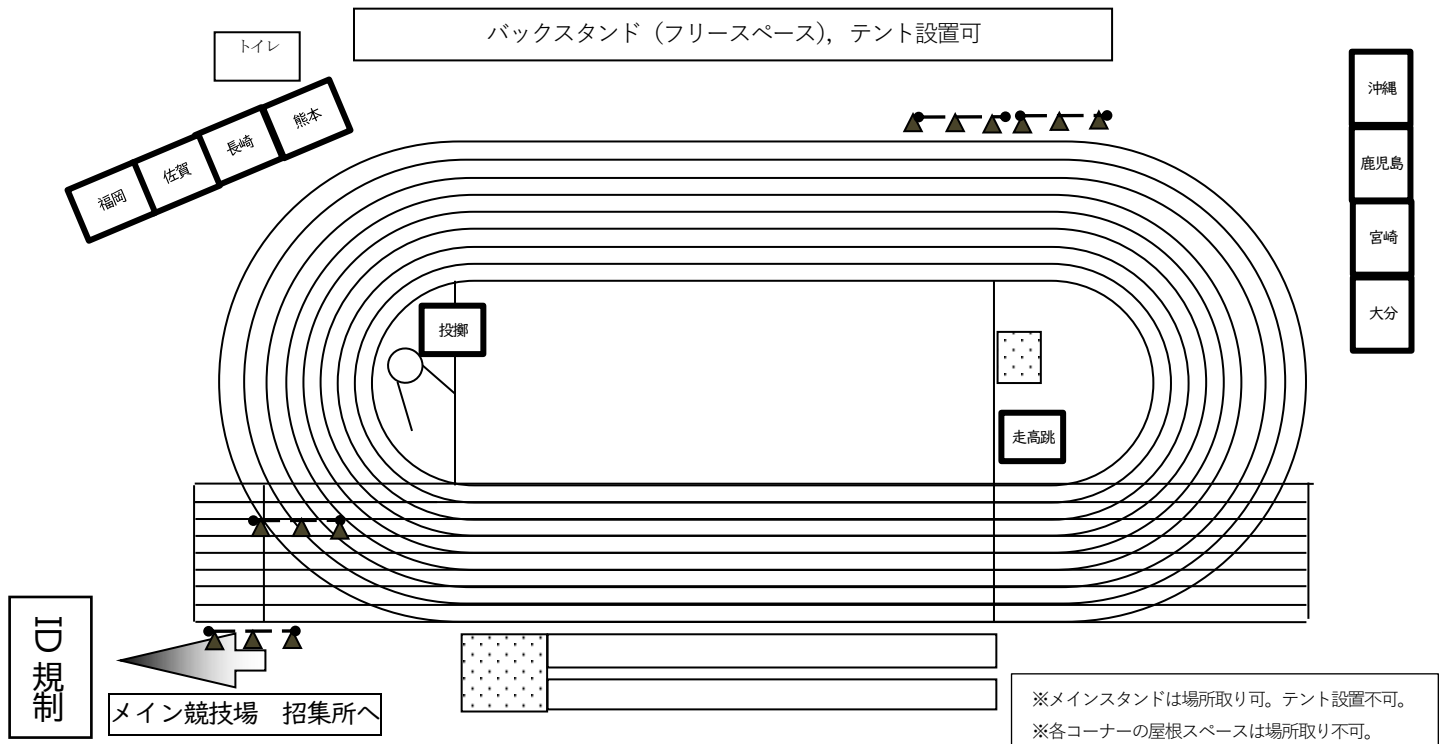 バックスタンド（フリースペース），テント設置可
トイレ
熊本
長崎
佐賀
福岡
沖縄
鹿児島
宮崎
大分
投擲
走高跳
ID規制
メイン競技場　招集所へ
※メインスタンドは場所取り可。テント設置不可。
※各コーナーの屋根スペースは場所取り不可。